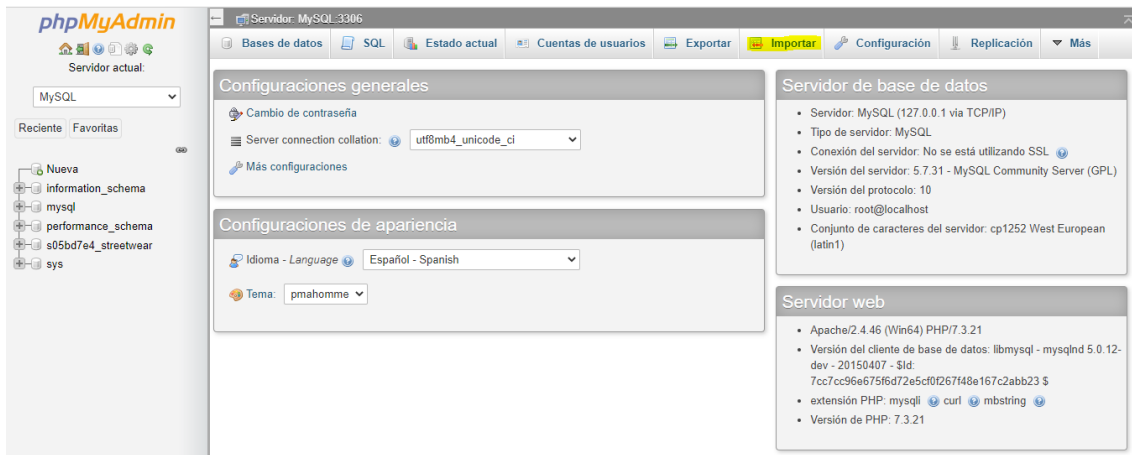 phpMyAdmin
Servidor actual:
MySQL
Reciente Favoritas
Nueva
information_schema
mysql
performance_schema
s05bd7e4_streetwear
sys
Servidor: MySQL:3306
Bases de datos SQL Estado actual Cuentas de usuarios Exportar Importar Configuración Replicación Más
Configuraciones generales
Cambio de contraseña
Server connection collation: utf8mb4_unicode_ci
Más configuraciones
Configuraciones de apariencia
Idioma - Language Español - Spanish
Tema: pmahomme
Servidor de base de datos
Servidor: MySQL (127.0.0.1 via TCP/IP)
Tipo de servidor: MySQL
Conexión del servidor: No se está utilizando SSL
Versión del servidor: 5.7.31 - MySQL Community Server (GPL)
Versión del protocolo: 10
Usuario: root@localhost
Conjunto de caracteres del servidor: cp1252 West European
(latin1)
Servidor web
Apache/2.4.46 (Win64) PHP/7.3.21
Versión del cliente de base de datos: libmysql - mysqlnd 5.0.12-
dev - 20150407 - $Id:
7cc7cc96e675f6d72e5cf0f267f48e167c2abb23 $
extensión PHP: mysqli curl mbstring
Versión de PHP: 7.3.21